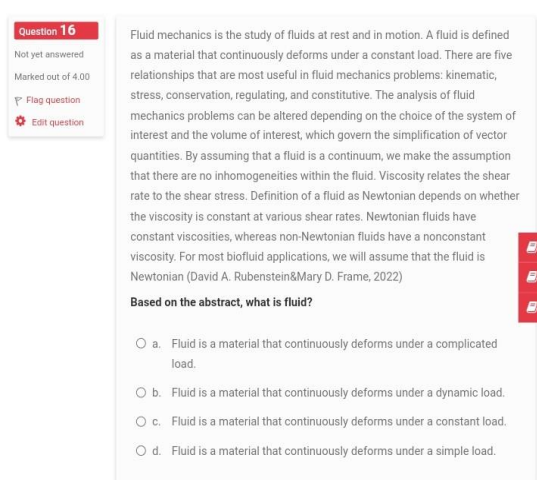 Question 16
Not yet answered
Marked out of 4.00
Flag question
Edit question
Fluid mechanics is the study of fluids at rest and in motion. A fluid is defined
as a material that continuously deforms under a constant load. There are five
relationships that are most useful in fluid mechanics problems: kinematic,
stress, conservation, regulating, and constitutive. The analysis of fluid
mechanics problems can be altered depending on the choice of the system of
interest and the volume of interest, which govern the simplification of vector
quantities. By assuming that a fluid is a continuum, we make the assumption
that there are no inhomogeneities within the fluid. Viscosity relates the shear
rate to the shear stress. Definition of a fluid as Newtonian depends on whether
the viscosity is constant at various shear rates. Newtonian fluids have
constant viscosities, whereas non-Newtonian fluids have a nonconstant
viscosity. For most biofluid applications, we will assume that the fluid is
Newtonian (David A. Rubenstein&Mary D. Frame, 2022)
Based on the abstract, what is fluid?
a. Fluid is a material that continuously deforms under a complicated
load.
b. Fluid is a material that continuously deforms under a dynamic load.
c. Fluid is a material that continuously deforms under a constant load.
d. Fluid is a material that continuously deforms under a simple load.